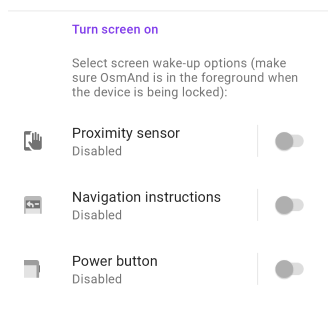 Turn screen on
Select screen wake-up options (make
sure OsmAnd is in the foreground when
the device is being locked):
Proximity sensor
Disabled
Navigation instructions
Disabled
Power button
Disabled